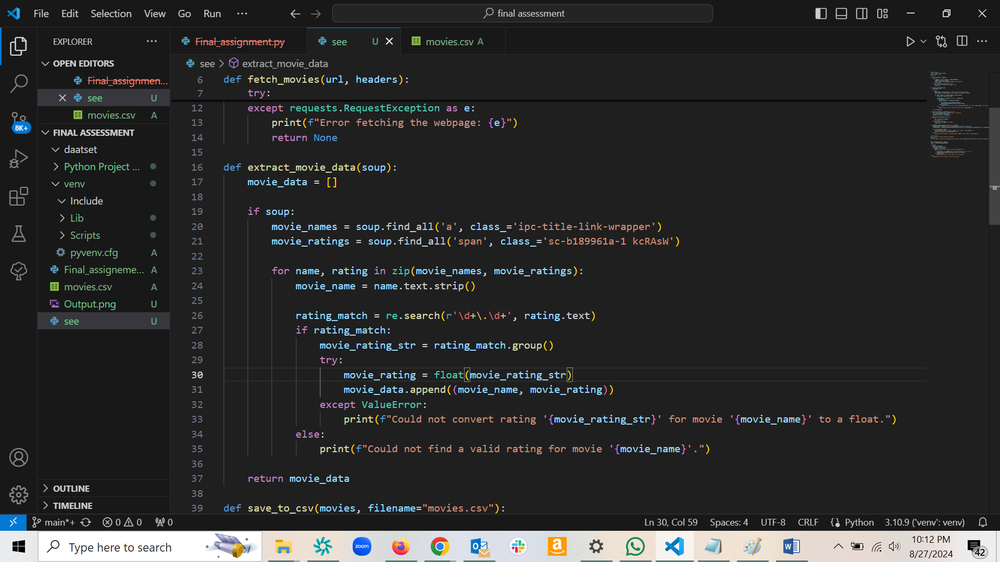 File Edit Selection View Go Run ···
final assessment
EXPLORER
Final_assignment.py
see U
movies.csv A
OPEN EDITORS
Final_assignmen...
see U
movies.csv A
8K+
FINAL ASSESSMENT
daatset
Python Project ...
venv
Include
Lib
Scripts
pyvenv.cfg A
Final_assigneme... A
movies.csv A
Output.png U
see U
OUTLINE
TIMELINE
see > extract_movie_data
6 def fetch_movies(url, headers):
7 try:
12 except requests.RequestException as e:
13 print(f"Error fetching the webpage: {e}")
14 return None
15
16 def extract_movie_data(soup):
17 movie_data = []
18
19 if soup:
20 movie_names = soup.find_all('a', class_='ipc-title-link-wrapper')
21 movie_ratings = soup.find_all('span', class_='sc-b189961a-1 kcRAsW')
22
23 for name, rating in zip(movie_names, movie_ratings):
24 movie_name = name.text.strip()
25
26 rating_match = re.search(r'\d+\.\d+', rating.text)
27 if rating_match:
28 movie_rating_str = rating_match.group()
29 try:
30 movie_rating = float(movie_rating_str)
31 movie_data.append((movie_name, movie_rating))
32 except ValueError:
33 print(f"Could not convert rating '{movie_rating_str}' for movie '{movie_name}' to a float.")
34 else:
35 print(f"Could not find a valid rating for movie '{movie_name}'.")
36
37 return movie_data
38
39 def save_to_csv(movies, filename="movies.csv"):
main*+ 0 0 0
Ln 30, Col 59 Spaces: 4 UTF-8 CRLF Python 3.10.9 ('venv': venv)
Type here to search
zoom
10:12 PM
8/27/2024
42